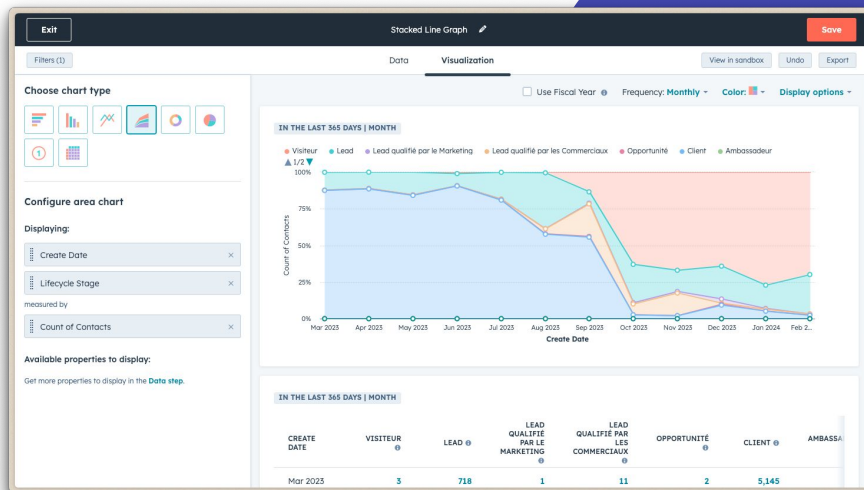 Exit
Stacked Line Graph
Save
Filters (1)
Data
Visualization
View in sandbox
Undo
Export
Choose chart type
1
Configure area chart
Displaying:
Create Date
Lifecycle Stage
measured by
Count of Contacts
Available properties to display:
Get more properties to display in the Data step.
Use Fiscal Year
Frequency: Monthly
Color:
Display options
IN THE LAST 365 DAYS | MONTH
Visiteur Lead Lead qualifié par le Marketing Lead qualifié par les Commerciaux Opportunité Client Ambassadeur
1/2
100%
75%
50%
25%
0%
Count of Contacts
Mar 2023 Apr 2023 May 2023 Jun 2023 Jul 2023 Aug 2023 Sep 2023 Oct 2023 Nov 2023 Dec 2023 Jan 2024 Feb 2...
Create Date
IN THE LAST 365 DAYS | MONTH
CREATE
DATE
VISITEUR
LEAD
LEAD
QUALIFIÉ
PAR LE
MARKETING
LEAD
QUALIFIÉ PAR
LES
COMMERCIAUX
OPPORTUNITÉ
CLIENT
AMBASSA
Mar 2023 3 718 1 11 2 5,145